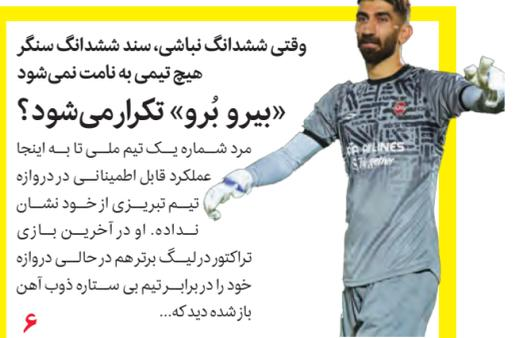 وقتی ششدانگ نباشی، سند ششدانگ سنگر
هیچ تیمی به نامت نمی‌شود
«بیرو بُرو» تکرار می‌شود؟
مرد شماره یک تیم ملی تا به اینجا
عملکرد قابل اطمینانی در دروازه
تیم تبریزی از خود نشان
نداده. او در آخرین بازی
تراکتور در لیگ برتر هم در حالی دروازه
خود را در برابر تیم بی ستاره ذوب آهن
باز شده دید که...
۶